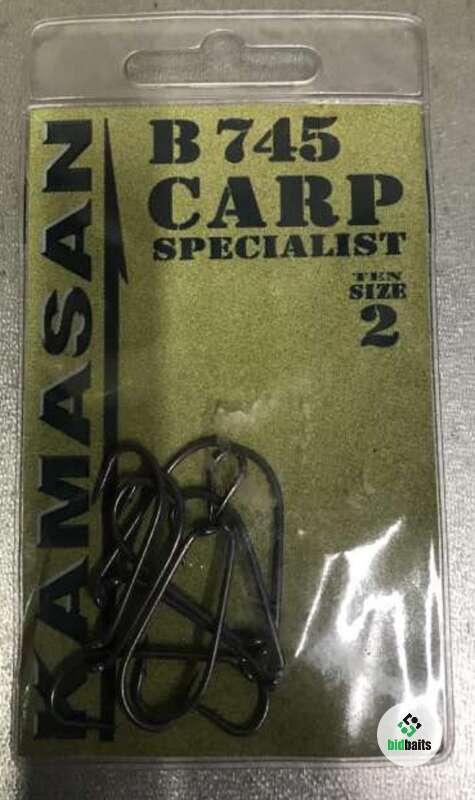 KAMASAN
B 745
CARP
SPECIALIST
TEN
SIZE
2
bidbaits